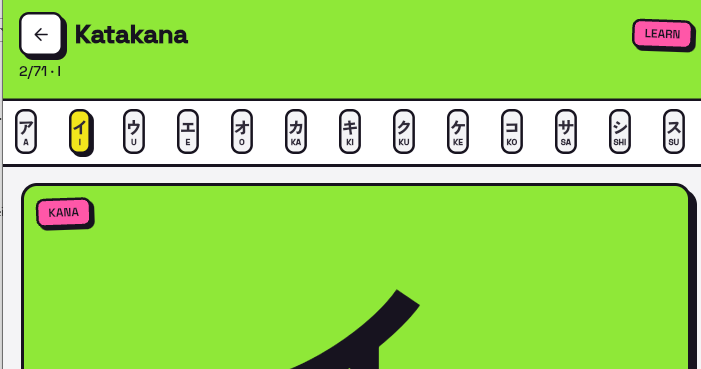 Katakana
LEARN
2/71 · I
ア イ ウ エ オ カ キ ク ケ コ サ シ ス
A I U E O KA KI KU KE KO SA SHI SU
KANA
イ